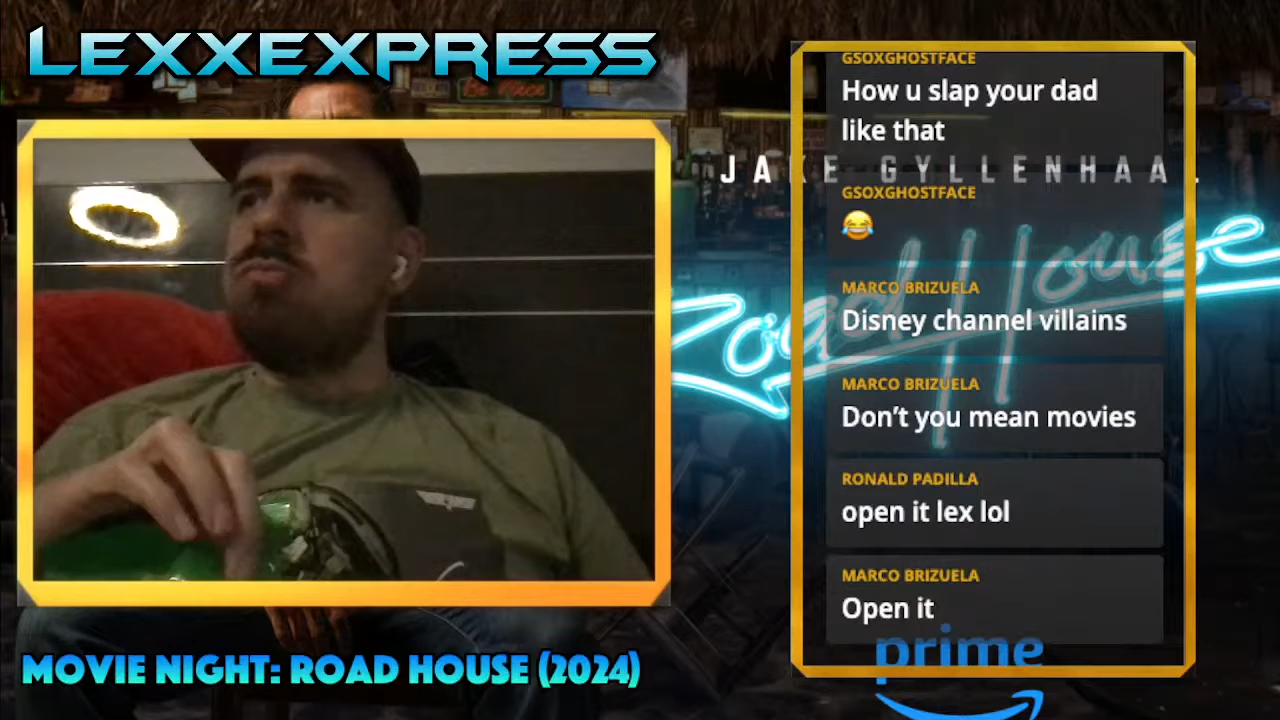 LEXXEXPRESS
Be Nice
GSOXGHOSTFACE
How u slap your dad
like that
JAKE GYLLENHAAL
GSOXGHOSTFACE
😂
Road House
MARCO BRIZUELA
Disney channel villains
MARCO BRIZUELA
Don't you mean movies
RONALD PADILLA
open it lex lol
MARCO BRIZUELA
Open it
prime
MOVIE NIGHT: ROAD HOUSE (2024)